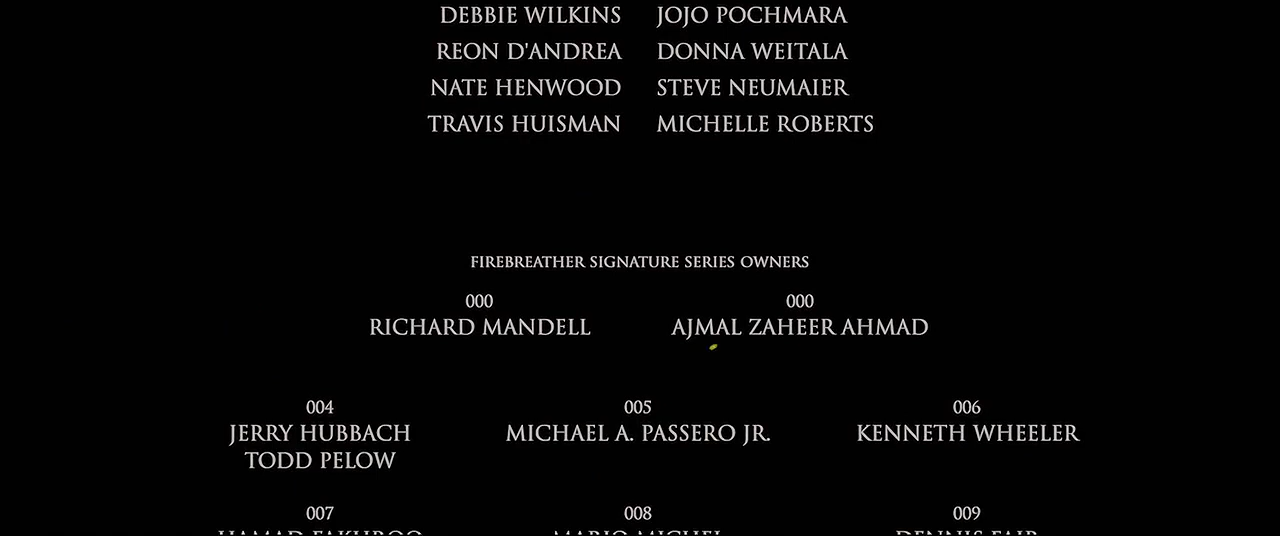 DEBBIE WILKINS JOJO POCHMARA
REON D'ANDREA DONNA WEITALA
NATE HENWOOD STEVE NEUMAIER
TRAVIS HUISMAN MICHELLE ROBERTS
FIREBREATHER SIGNATURE SERIES OWNERS
000 000
RICHARD MANDELL AJMAL ZAHEER AHMAD
004 005 006
JERRY HUBBACH MICHAEL A. PASSERO JR. KENNETH WHEELER
TODD PELOW
007 008 009